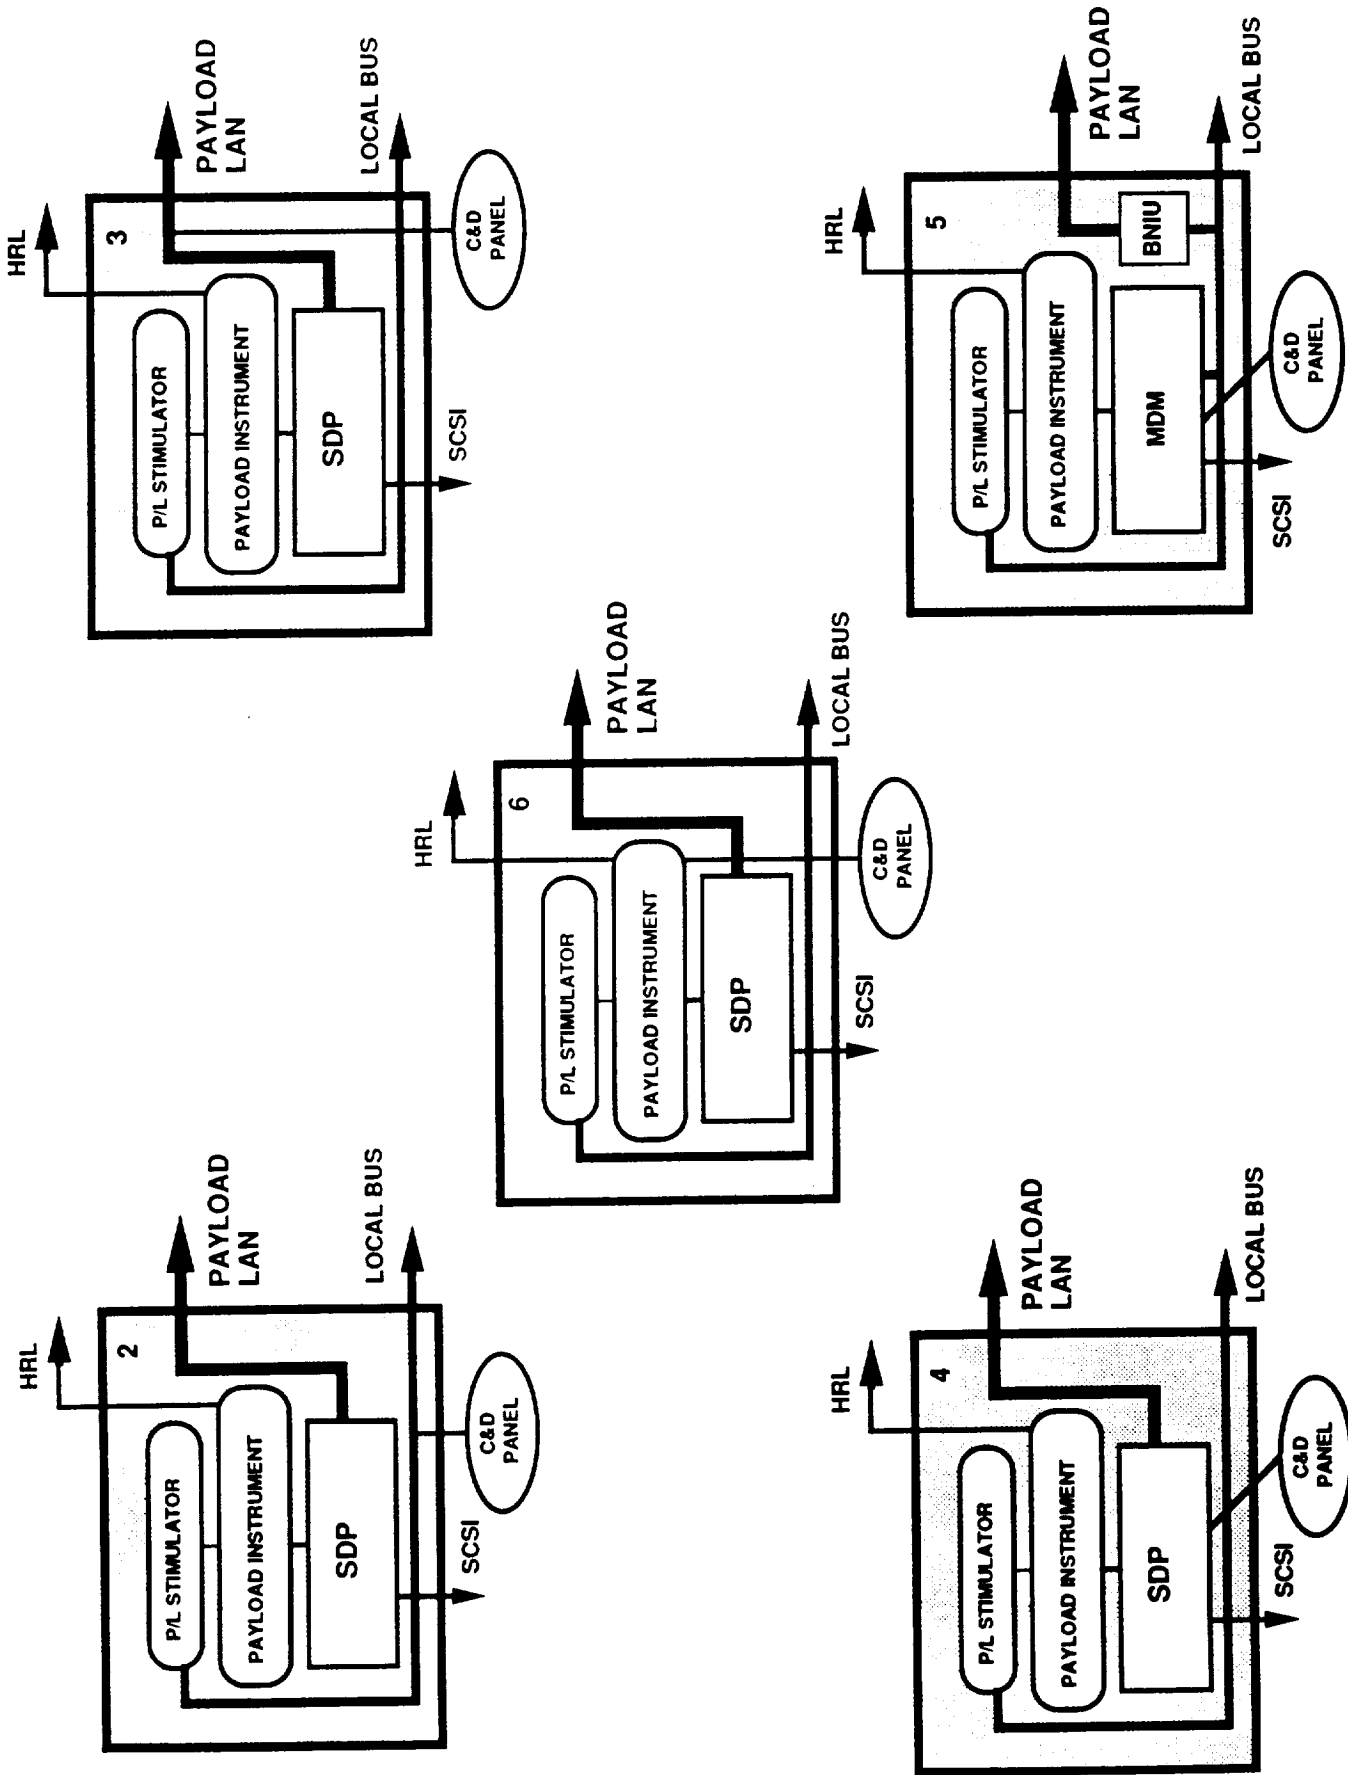 2
HRL
P/L STIMULATOR
PAYLOAD INSTRUMENT
SDP
PAYLOAD
LAN
LOCAL BUS
SCSI
C&D
PANEL
3
HRL
P/L STIMULATOR
PAYLOAD INSTRUMENT
SDP
PAYLOAD
LAN
LOCAL BUS
SCSI
C&D
PANEL
6
HRL
P/L STIMULATOR
PAYLOAD INSTRUMENT
SDP
PAYLOAD
LAN
LOCAL BUS
SCSI
C&D
PANEL
4
HRL
P/L STIMULATOR
PAYLOAD INSTRUMENT
SDP
PAYLOAD
LAN
LOCAL BUS
SCSI
C&D
PANEL
5
HRL
P/L STIMULATOR
PAYLOAD INSTRUMENT
MDM
BNIU
PAYLOAD
LAN
LOCAL BUS
SCSI
C&D
PANEL